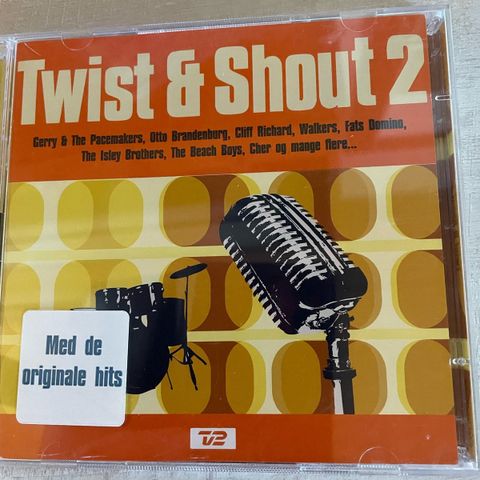 Twist & Shout 2
Gerry & The Pacemakers, Otto Brandenburg, Cliff Richard, Walkers, Fats Domino,
The Isley Brothers, The Beach Boys, Cher og mange flere...
Med de
originale hits
TV2